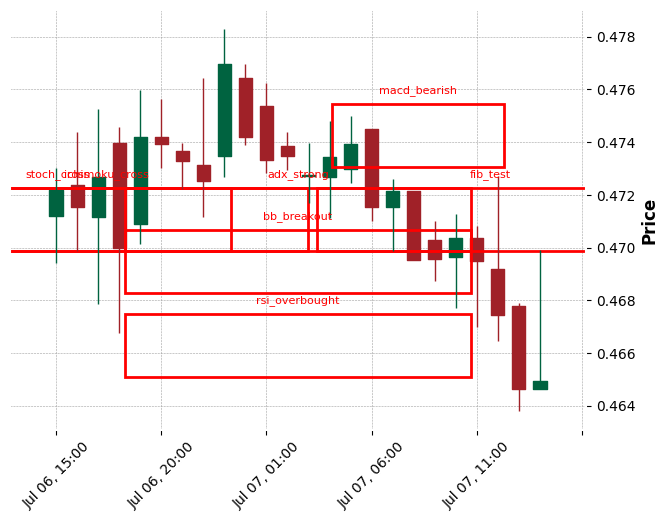 0.478
0.476
macd_bearish
0.474
adx_strong
fib_test
0.472
bb_breakout
0.470
0.468
rsi_overbought
0.466
0.464
Price
Jul 06, 15:00
Jul 06, 20:00
Jul 07, 01:00
Jul 07, 06:00
Jul 07, 11:00